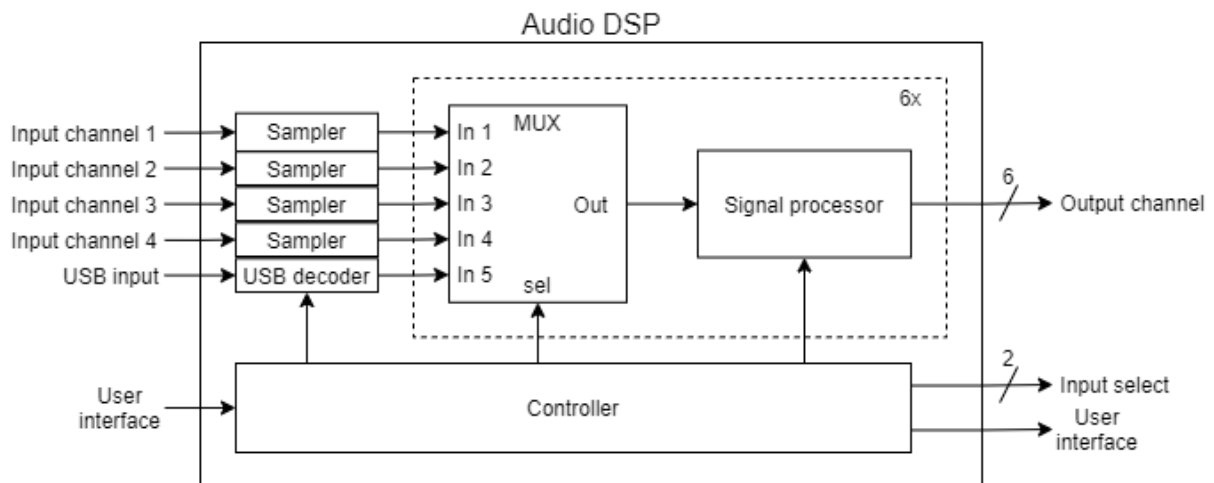 Audio DSP
6x
Input channel 1
Sampler
In 1
MUX
Input channel 2
Sampler
In 2
Input channel 3
Sampler
In 3
Out
Signal processor
6
Output channel
Input channel 4
Sampler
In 4
USB input
USB decoder
In 5
sel
User
interface
Controller
2
Input select
User
interface